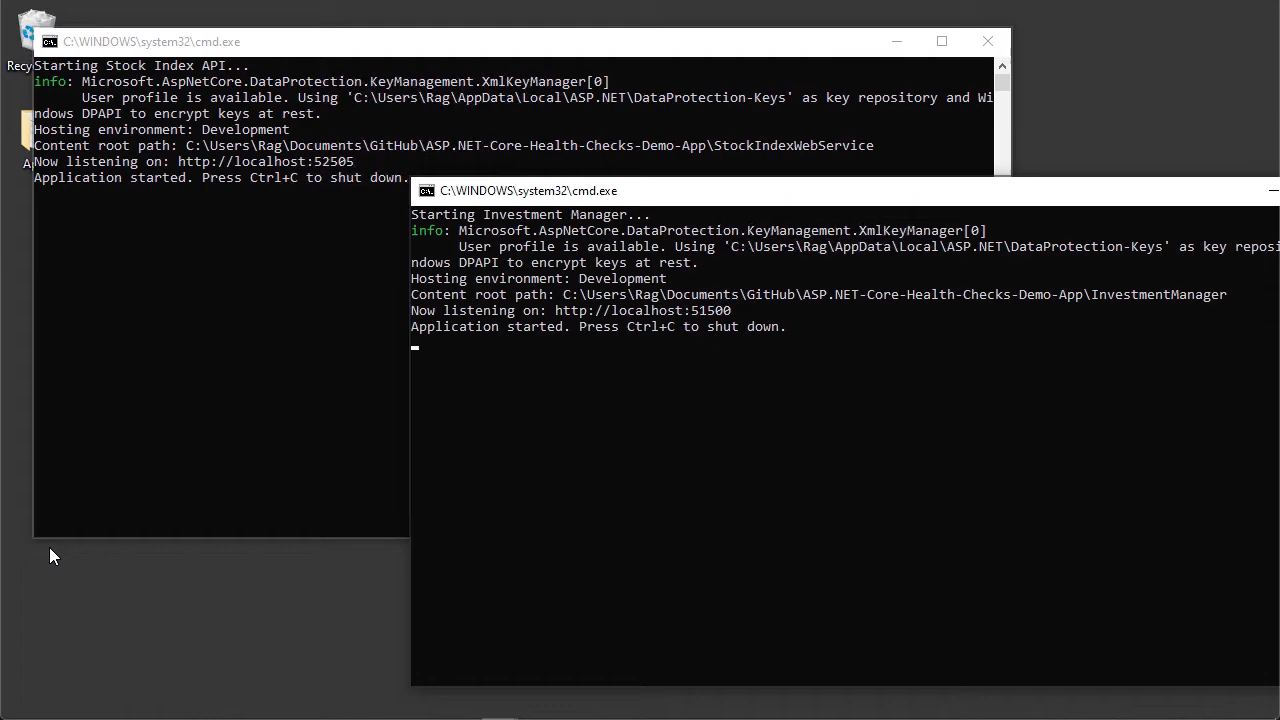 Recy
C:\WINDOWS\system32\cmd.exe
Starting Stock Index API...
info: Microsoft.AspNetCore.DataProtection.KeyManagement.XmlKeyManager[0]
User profile is available. Using 'C:\Users\Rag\AppData\Local\ASP.NET\DataProtection-Keys' as key repository and Wi
ndows DPAPI to encrypt keys at rest.
Hosting environment: Development
Content root path: C:\Users\Rag\Documents\GitHub\ASP.NET-Core-Health-Checks-Demo-App\StockIndexWebService
Now listening on: http://localhost:52505
Application started. Press Ctrl+C to shut down.
C:\WINDOWS\system32\cmd.exe
Starting Investment Manager...
info: Microsoft.AspNetCore.DataProtection.KeyManagement.XmlKeyManager[0]
User profile is available. Using 'C:\Users\Rag\AppData\Local\ASP.NET\DataProtection-Keys' as key reposi
ndows DPAPI to encrypt keys at rest.
Hosting environment: Development
Content root path: C:\Users\Rag\Documents\GitHub\ASP.NET-Core-Health-Checks-Demo-App\InvestmentManager
Now listening on: http://localhost:51500
Application started. Press Ctrl+C to shut down.